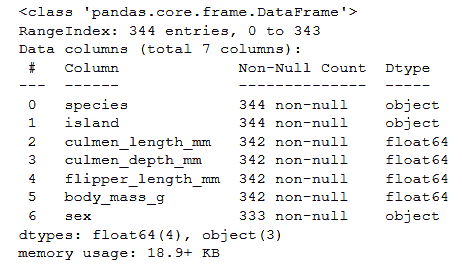 <class 'pandas.core.frame.DataFrame'>
RangeIndex: 344 entries, 0 to 343
Data columns (total 7 columns):
 #   Column             Non-Null Count  Dtype
---  ------             --------------  -----
 0   species            344 non-null    object
 1   island             344 non-null    object
 2   culmen_length_mm   342 non-null    float64
 3   culmen_depth_mm    342 non-null    float64
 4   flipper_length_mm  342 non-null    float64
 5   body_mass_g        342 non-null    float64
 6   sex                333 non-null    object
dtypes: float64(4), object(3)
memory usage: 18.9+ KB